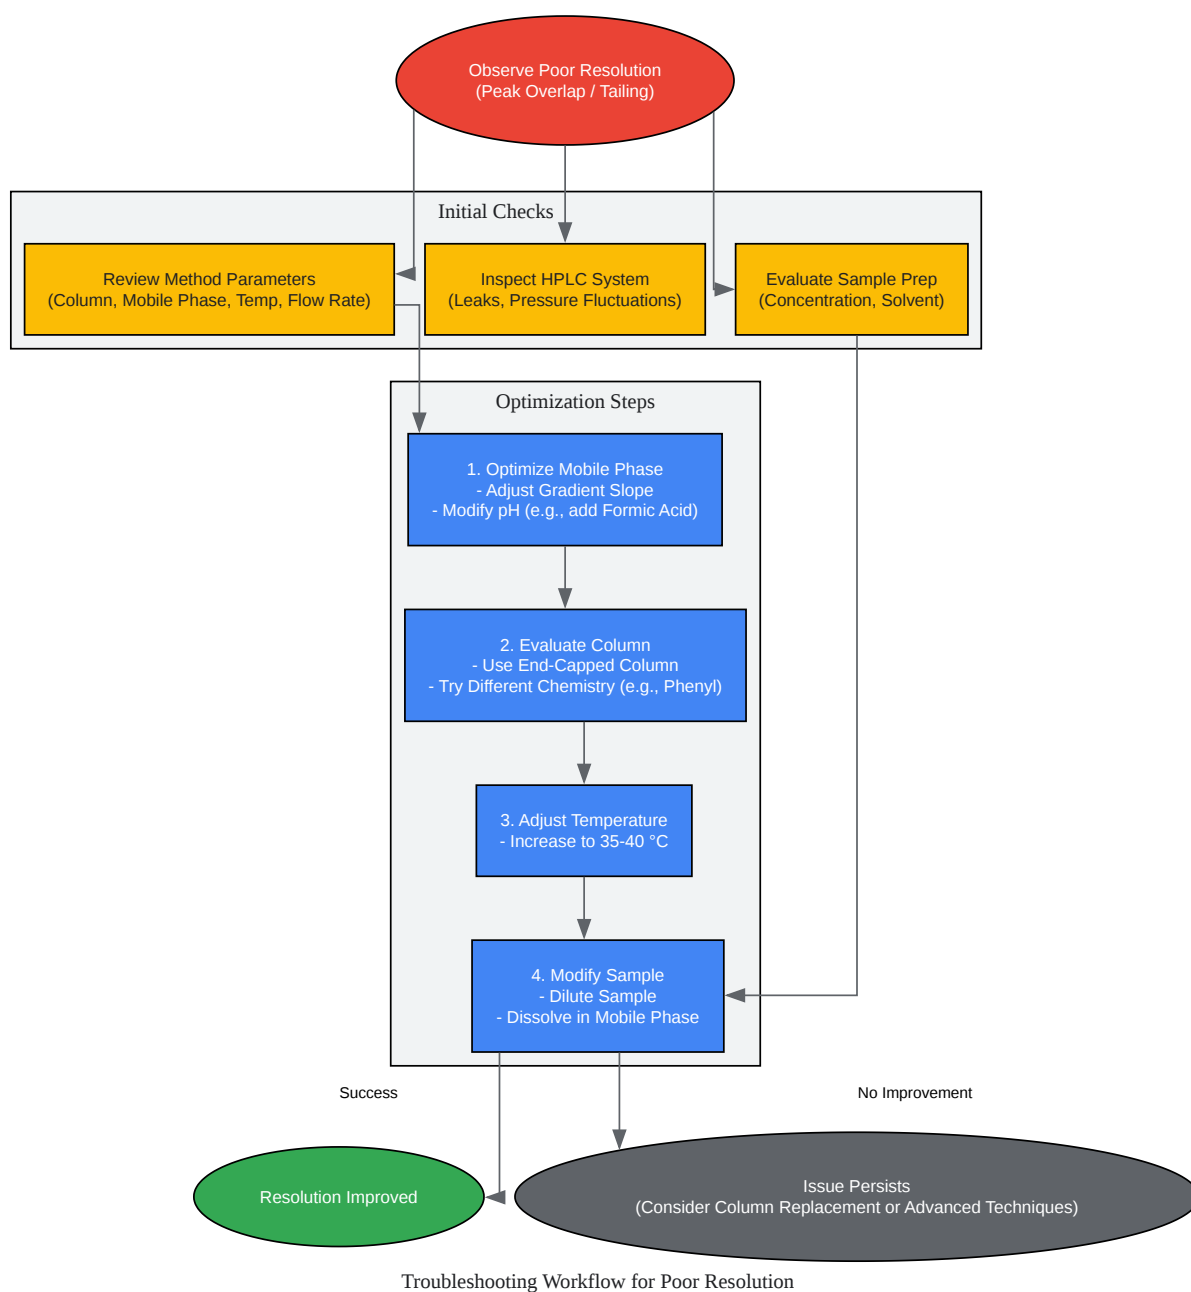 Observe Poor Resolution
(Peak Overlap / Tailing)
Initial Checks
Review Method Parameters
(Column, Mobile Phase, Temp, Flow Rate)
Inspect HPLC System
(Leaks, Pressure Fluctuations)
Evaluate Sample Prep
(Concentration, Solvent)
Optimization Steps
1. Optimize Mobile Phase
- Adjust Gradient Slope
- Modify pH (e.g., add Formic Acid)
2. Evaluate Column
- Use End-Capped Column
- Try Different Chemistry (e.g., Phenyl)
3. Adjust Temperature
- Increase to 35-40 °C
4. Modify Sample
- Dilute Sample
- Dissolve in Mobile Phase
Success
No Improvement
Resolution Improved
Issue Persists
(Consider Column Replacement or Advanced Techniques)
Troubleshooting Workflow for Poor Resolution